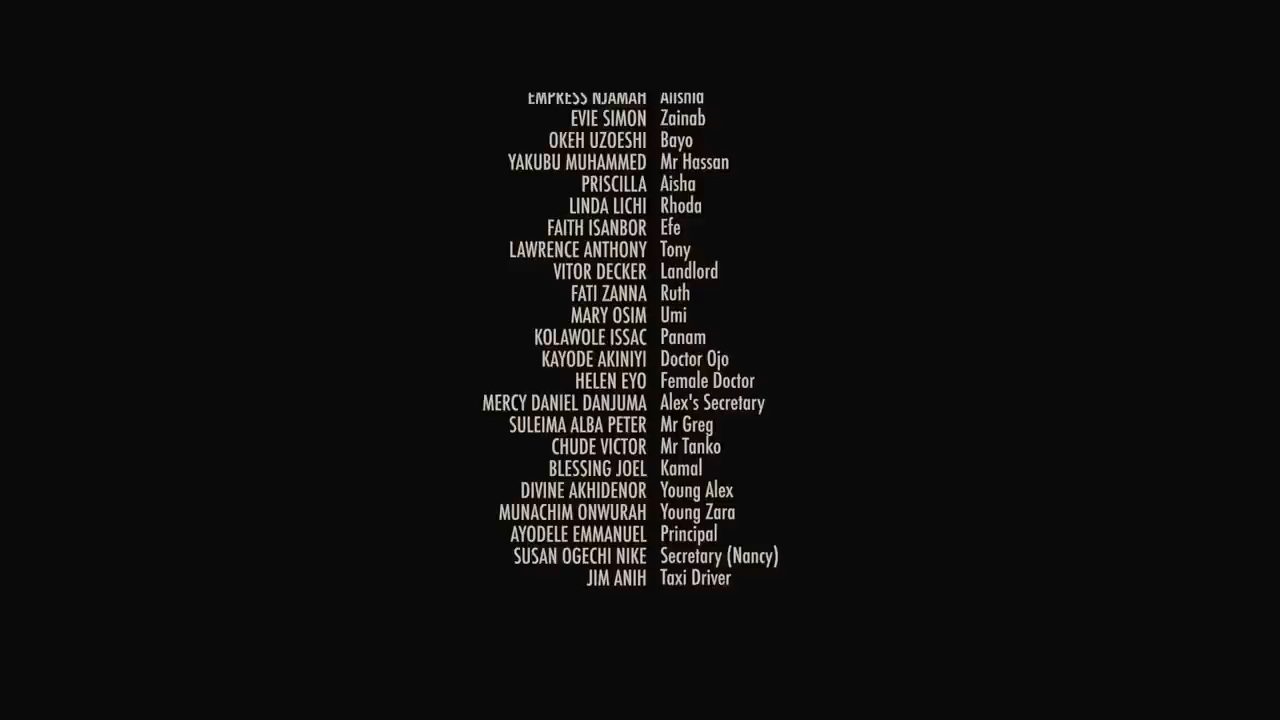 EMPRESS NJAMAH Alishia
EVIE SIMON Zainab
OKEH UZOESHI Bayo
YAKUBU MUHAMMED Mr Hassan
PRISCILLA Aisha
LINDA LICHI Rhoda
FAITH ISANBOR Efe
LAWRENCE ANTHONY Tony
VITOR DECKER Landlord
FATI ZANNA Ruth
MARY OSIM Umi
KOLAWOLE ISSAC Panam
KAYODE AKINIYI Doctor Ojo
HELEN EYO Female Doctor
MERCY DANIEL DANJUMA Alex's Secretary
SULEIMA ALBA PETER Mr Greg
CHUDE VICTOR Mr Tanko
BLESSING JOEL Kamal
DIVINE AKHIDENOR Young Alex
MUNACHIM ONWURAH Young Zara
AYODELE EMMANUEL Principal
SUSAN OGECHI NIKE Secretary (Nancy)
JIM ANIH Taxi Driver